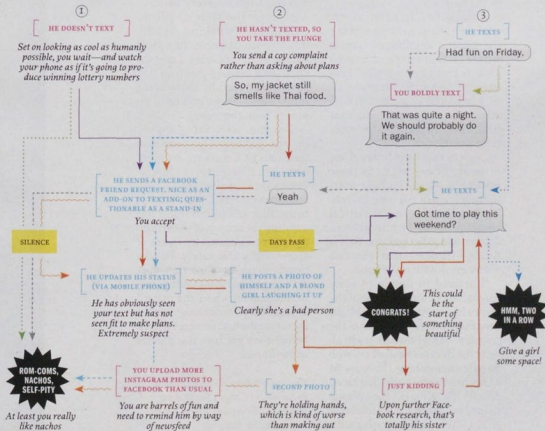 ①
HE DOESN'T TEXT
Set on looking as cool as humanly
possible, you wait—and watch
your phone as if it's going to pro-
duce winning lottery numbers
②
HE HASN'T TEXTED, SO
YOU TAKE THE PLUNGE
You send a coy complaint
rather than asking about plans
So, my jacket still
smells like Thai food.
③
HE TEXTS
Had fun on Friday.
YOU BOLDLY TEXT
That was quite a night.
We should probably do
it again.
HE SENDS A FACEBOOK
FRIEND REQUEST. NICE AS AN
ADD-ON TO TEXTING; QUES-
TIONABLE AS A STAND-IN
You accept
HE TEXTS
Yeah
HE TEXTS
Got time to play this
weekend?
SILENCE
DAYS PASS
HE UPDATES HIS STATUS
(VIA MOBILE PHONE)
He has obviously seen
your text but has not
seen fit to make plans.
Extremely suspect
HE POSTS A PHOTO OF
HIMSELF AND A BLOND
GIRL LAUGHING IT UP
Clearly she's a bad person
CONGRATS!
This could
be the
start of
something
beautiful
HMM, TWO
IN A ROW
Give a girl
some space!
ROM-COMS,
NACHOS,
SELF-PITY
At least you really
like nachos
YOU UPLOAD MORE
INSTAGRAM PHOTOS TO
FACEBOOK THAN USUAL
You are barrels of fun and
need to remind him by way
of newsfeed
SECOND PHOTO
They're holding hands,
which is kind of worse
than making out
JUST KIDDING
Upon further Face-
book research, that's
totally his sister